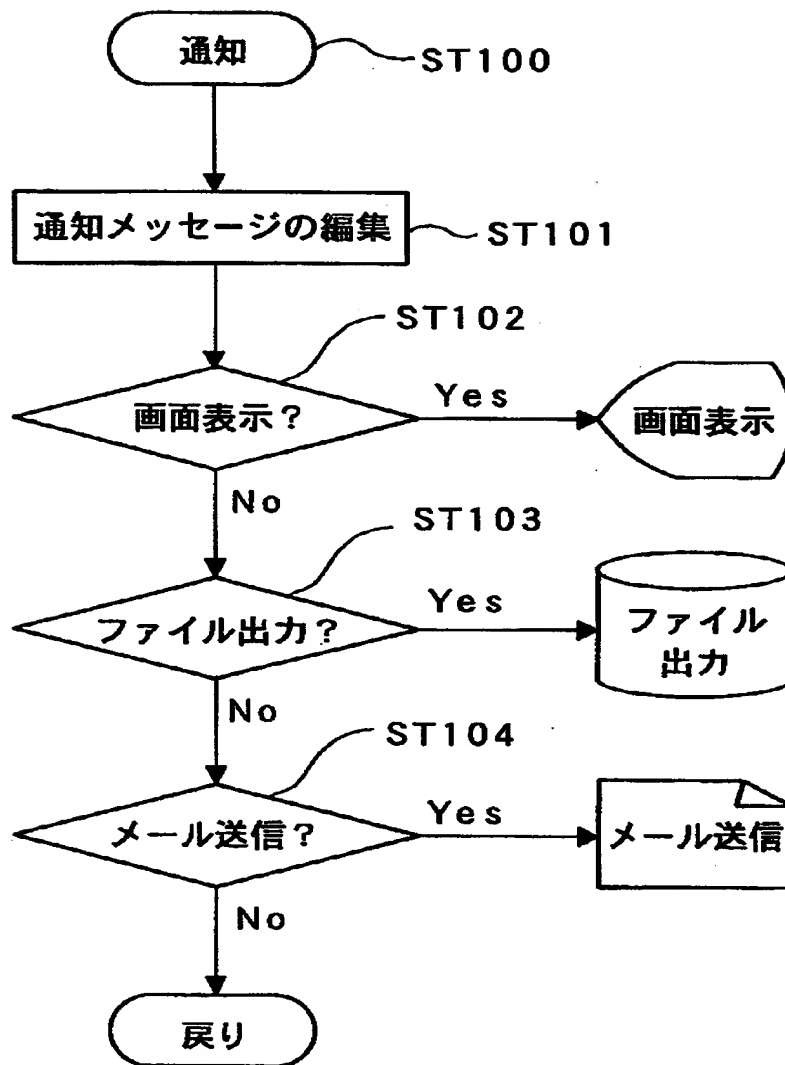 通知
ST100
通知メッセージの編集
ST101
ST102
画面表示?
Yes
画面表示
No
ST103
ファイル出力?
Yes
ファイル
出力
No
ST104
メール送信?
Yes
メール送信
No
戻り